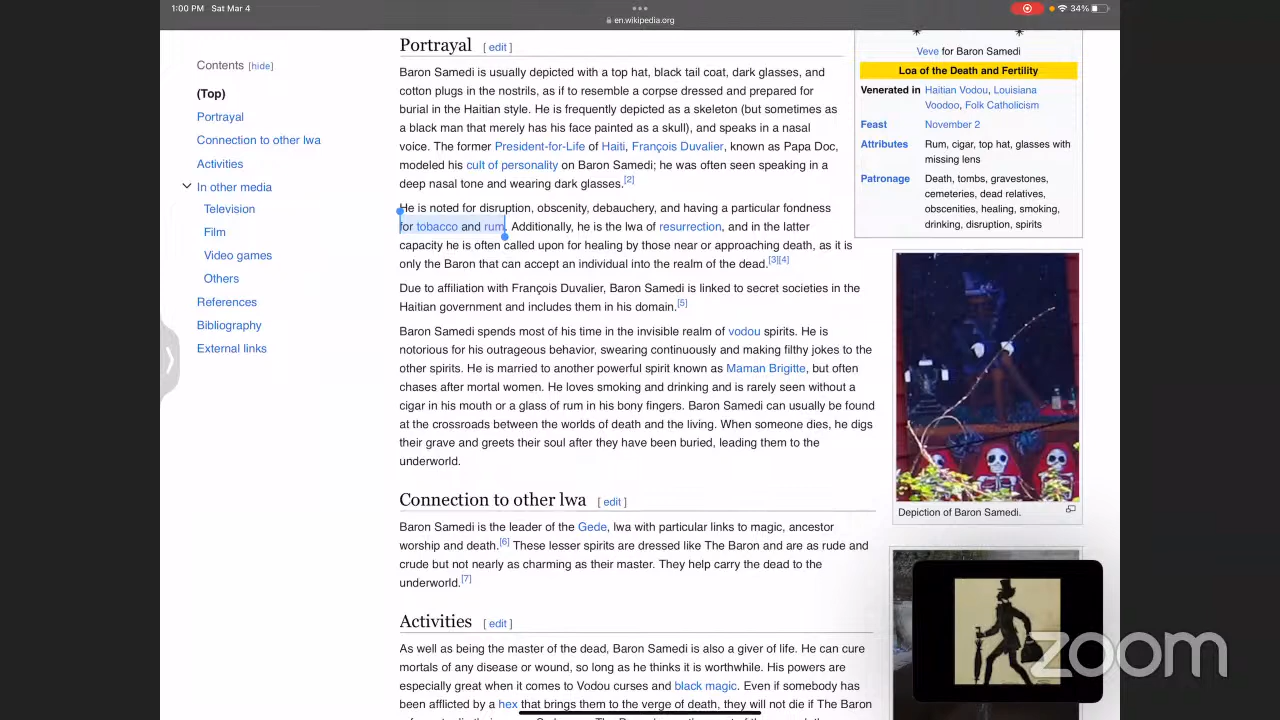 1:00 PM Sat Mar 4
en.wikipedia.org
34%
Contents [hide]
(Top)
Portrayal
Connection to other lwa
Activities
In other media
Television
Film
Video games
Others
References
Bibliography
External links
Portrayal [ edit ]
Baron Samedi is usually depicted with a top hat, black tail coat, dark glasses, and
cotton plugs in the nostrils, as if to resemble a corpse dressed and prepared for
burial in the Haitian style. He is frequently depicted as a skeleton (but sometimes as
a black man that merely has his face painted as a skull), and speaks in a nasal
voice. The former President-for-Life of Haiti, François Duvalier, known as Papa Doc,
modeled his cult of personality on Baron Samedi; he was often seen speaking in a
deep nasal tone and wearing dark glasses.[2]
He is noted for disruption, obscenity, debauchery, and having a particular fondness
for tobacco and rum. Additionally, he is the lwa of resurrection, and in the latter
capacity he is often called upon for healing by those near or approaching death, as it is
only the Baron that can accept an individual into the realm of the dead.[3][4]
Due to affiliation with François Duvalier, Baron Samedi is linked to secret societies in the
Haitian government and includes them in his domain.[5]
Baron Samedi spends most of his time in the invisible realm of vodou spirits. He is
notorious for his outrageous behavior, swearing continuously and making filthy jokes to the
other spirits. He is married to another powerful spirit known as Maman Brigitte, but often
chases after mortal women. He loves smoking and drinking and is rarely seen without a
cigar in his mouth or a glass of rum in his bony fingers. Baron Samedi can usually be found
at the crossroads between the worlds of death and the living. When someone dies, he digs
their grave and greets their soul after they have been buried, leading them to the
underworld.
Connection to other lwa [ edit ]
Baron Samedi is the leader of the Gede, lwa with particular links to magic, ancestor
worship and death.[6] These lesser spirits are dressed like The Baron and are as rude and
crude but not nearly as charming as their master. They help carry the dead to the
underworld.[7]
Activities [ edit ]
As well as being the master of the dead, Baron Samedi is also a giver of life. He can cure
mortals of any disease or wound, so long as he thinks it is worthwhile. His powers are
especially great when it comes to Vodou curses and black magic. Even if somebody has
been afflicted by a hex that brings them to the verge of death, they will not die if The Baron
Veve for Baron Samedi
Loa of the Death and Fertility
Venerated in Haitian Vodou, Louisiana
Voodoo, Folk Catholicism
Feast November 2
Attributes Rum, cigar, top hat, glasses with
missing lens
Patronage Death, tombs, gravestones,
cemeteries, dead relatives,
obscenities, healing, smoking,
drinking, disruption, spirits
Depiction of Baron Samedi.
zoom